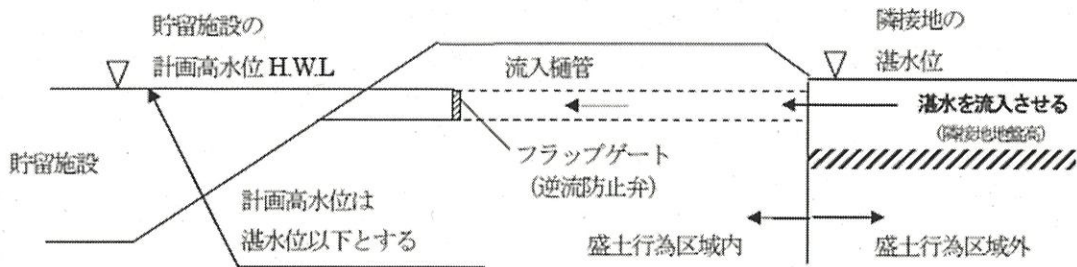 貯留施設の
計画高水位 H.W.L
流入樋管
隣接地の
湛水位
湛水を流入させる
(隣接地地盤高)
貯留施設
フラップゲート
(逆流防止弁)
計画高水位は
湛水位以下とする
盛土行為区域内
盛土行為区域外